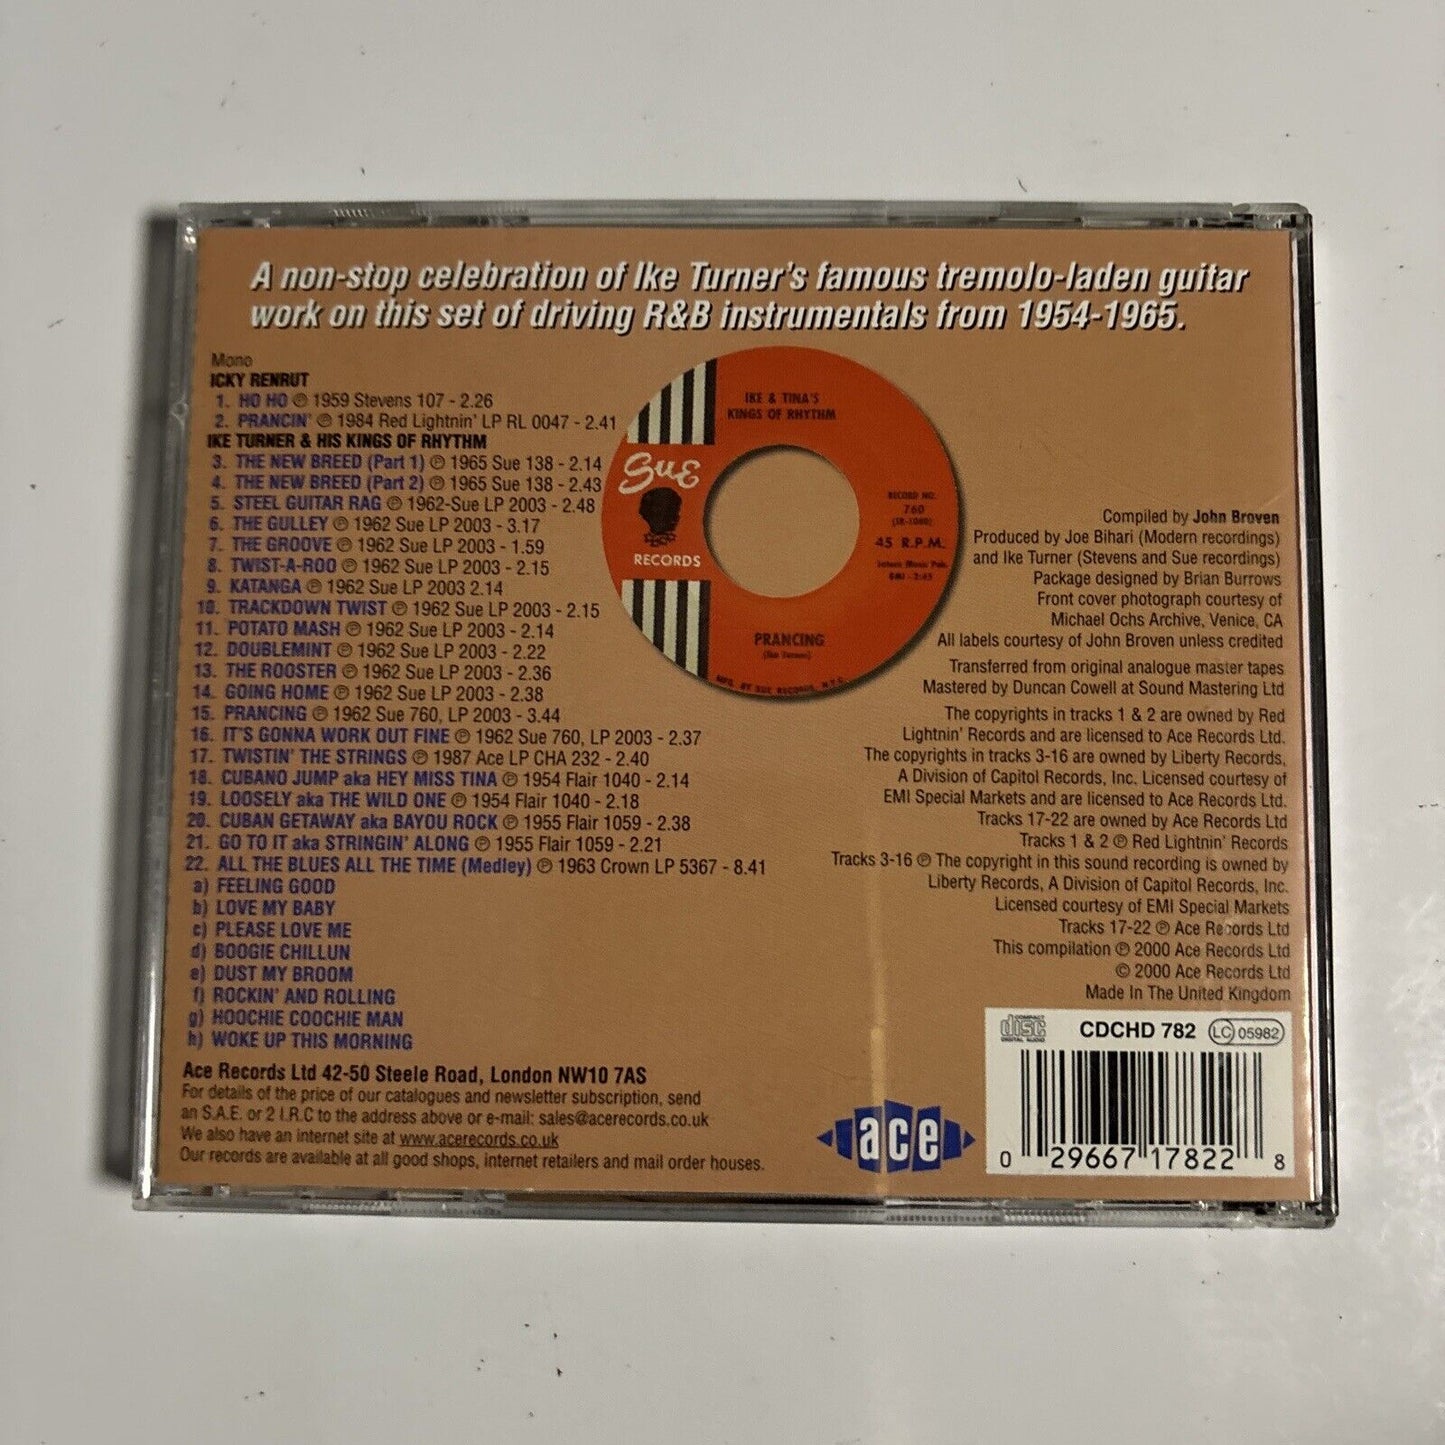 A non-stop celebration of Ike Turner's famous tremolo-laden guitar
work on this set of driving R&B instrumentals from 1954-1965.
Mono
ICKY RENRUT
1. HO HO ℗ 1959 Stevens 107 - 2.26
2. PRANCIN' ℗ 1984 Red Lightnin' LP RL 0047 - 2.41
IKE TURNER & HIS KINGS OF RHYTHM
3. THE NEW BREED (Part 1) ℗ 1965 Sue 138 - 2.14
4. THE NEW BREED (Part 2) ℗ 1965 Sue 138 - 2.43
5. STEEL GUITAR RAG ℗ 1962-Sue LP 2003 - 2.48
6. THE GULLEY ℗ 1962 Sue LP 2003 - 3.17
7. THE GROOVE ℗ 1962 Sue LP 2003 - 1.59
8. TWIST-A-ROO ℗ 1962 Sue LP 2003 - 2.15
9. KATANGA ℗ 1962 Sue LP 2003 2.14
10. TRACKDOWN TWIST ℗ 1962 Sue LP 2003 - 2.15
11. POTATO MASH ℗ 1962 Sue LP 2003 - 2.14
12. DOUBLEMINT ℗ 1962 Sue LP 2003 - 2.22
13. THE ROOSTER ℗ 1962 Sue LP 2003 - 2.36
14. GOING HOME ℗ 1962 Sue LP 2003 - 2.38
15. PRANCING ℗ 1962 Sue 760, LP 2003 - 3.44
16. IT'S GONNA WORK OUT FINE ℗ 1962 Sue 760, LP 2003 - 2.37
17. TWISTIN' THE STRINGS ℗ 1987 Ace LP CHA 232 - 2.40
18. CUBANO JUMP aka HEY MISS TINA ℗ 1954 Flair 1040 - 2.14
19. LOOSELY aka THE WILD ONE ℗ 1954 Flair 1040 - 2.18
20. CUBAN GETAWAY aka BAYOU ROCK ℗ 1955 Flair 1059 - 2.38
21. GO TO IT aka STRINGIN' ALONG ℗ 1955 Flair 1059 - 2.21
22. ALL THE BLUES ALL THE TIME (Medley) ℗ 1963 Crown LP 5367 - 8.41
a) FEELING GOOD
b) LOVE MY BABY
c) PLEASE LOVE ME
d) BOOGIE CHILLUN
e) DUST MY BROOM
f) ROCKIN' AND ROLLING
g) HOOCHIE COOCHIE MAN
h) WOKE UP THIS MORNING
Ace Records Ltd 42-50 Steele Road, London NW10 7AS
For details of the price of our catalogues and newsletter subscription, send
an S.A.E. or 2 I.R.C to the address above or e-mail: sales@acerecords.co.uk
We also have an internet site at www.acerecords.co.uk
Our records are available at all good shops, internet retailers and mail order houses.
IKE & TINA'S
KINGS OF RHYTHM
Sue
RECORDS
RECORD NO.
760
45 R.P.M.
BMI - 2:45
PRANCING
(Ike Turner)
MFG. BY SUE RECORDS, N.Y.C.
Compiled by John Broven
Produced by Joe Bihari (Modern recordings)
and Ike Turner (Stevens and Sue recordings)
Package designed by Brian Burrows
Front cover photograph courtesy of
Michael Ochs Archive, Venice, CA
All labels courtesy of John Broven unless credited
Transferred from original analogue master tapes
Mastered by Duncan Cowell at Sound Mastering Ltd
The copyrights in tracks 1 & 2 are owned by Red
Lightnin' Records and are licensed to Ace Records Ltd.
The copyrights in tracks 3-16 are owned by Liberty Records,
A Division of Capitol Records, Inc. Licensed courtesy of
EMI Special Markets and are licensed to Ace Records Ltd.
Tracks 17-22 are owned by Ace Records Ltd
Tracks 1 & 2 ℗ Red Lightnin' Records
Tracks 3-16 ℗ The copyright in this sound recording is owned by
Liberty Records, A Division of Capitol Records, Inc.
Licensed courtesy of EMI Special Markets
Tracks 17-22 ℗ Ace Records Ltd
This compilation ℗ 2000 Ace Records Ltd
© 2000 Ace Records Ltd
Made In The United Kingdom
COMPACT disc DIGITAL AUDIO
CDCHD 782
LC 05982
ace
0 29667 17822 8